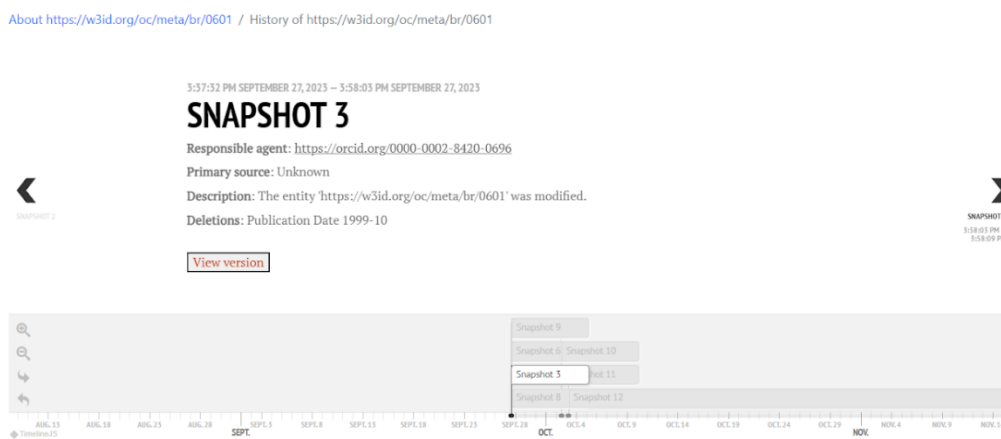 About https://w3id.org/oc/meta/br/0601 / History of https://w3id.org/oc/meta/br/0601
3:37:32 PM SEPTEMBER 27, 2023 – 3:58:03 PM SEPTEMBER 27, 2023
SNAPSHOT 3
Responsible agent: https://orcid.org/0000-0002-8420-0696
Primary source: Unknown
Description: The entity 'https://w3id.org/oc/meta/br/0601' was modified.
Deletions: Publication Date 1999-10
SNAPSHOT 2
SNAPSHOT
3:58:03 PM
3:58:09 P
View version
Snapshot 9
Snapshot 6 Snapshot 10
Snapshot 3 hot 11
Snapshot 8 Snapshot 12
AUG. 13 AUG. 18 AUG. 23 AUG. 28 SEPT. 3 SEPT. 8 SEPT. 13 SEPT. 18 SEPT. 23 SEPT. 28 OCT. 4 OCT. 9 OCT. 14 OCT. 19 OCT. 24 OCT. 29 NOV. 4 NOV. 9 NOV.
SEPT. OCT. NOV.
TimelineJS